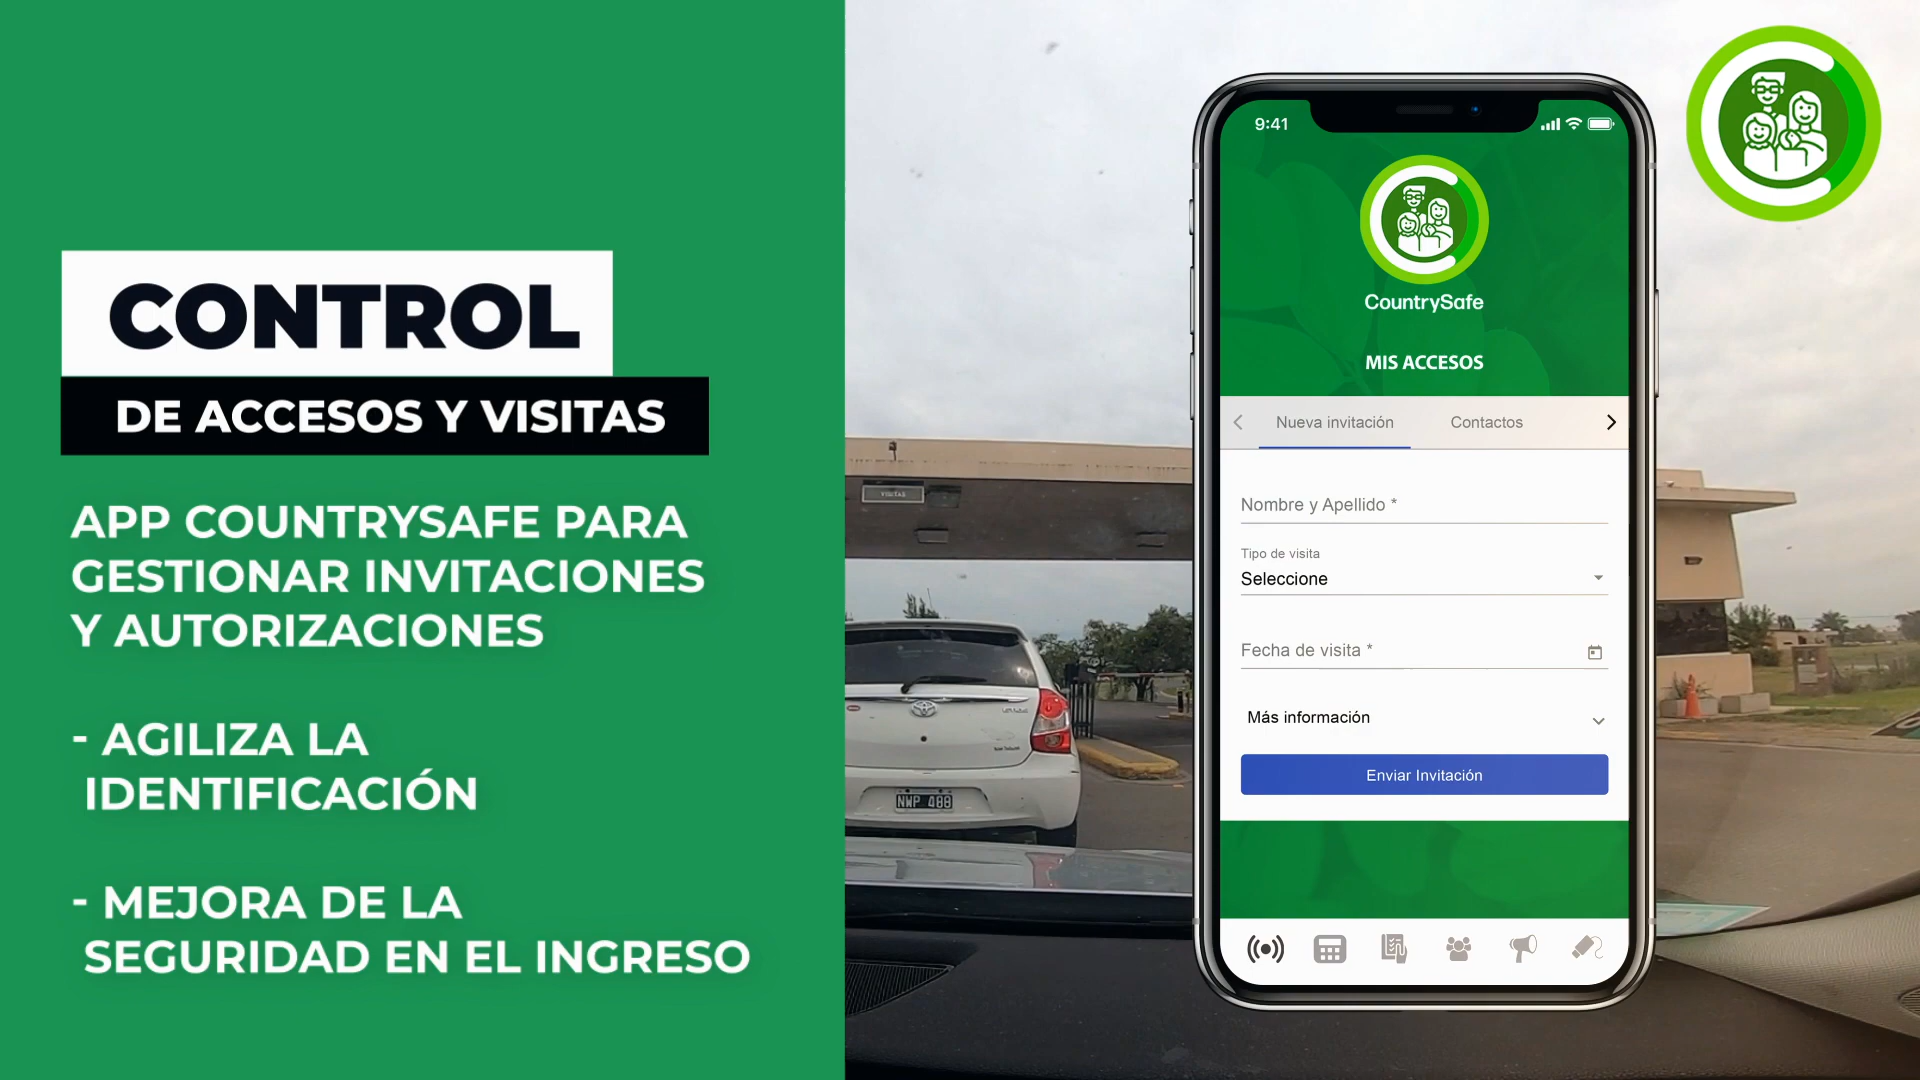 CONTROL
DE ACCESOS Y VISITAS
APP COUNTRYSAFE PARA
GESTIONAR INVITACIONES
Y AUTORIZACIONES
- AGILIZA LA
IDENTIFICACIÓN
- MEJORA DE LA
SEGURIDAD EN EL INGRESO
VISITAS
NWP 488
9:41
CountrySafe
MIS ACCESOS
Nueva invitación Contactos
Nombre y Apellido *
Tipo de visita
Seleccione
Fecha de visita *
Más información
Enviar Invitación